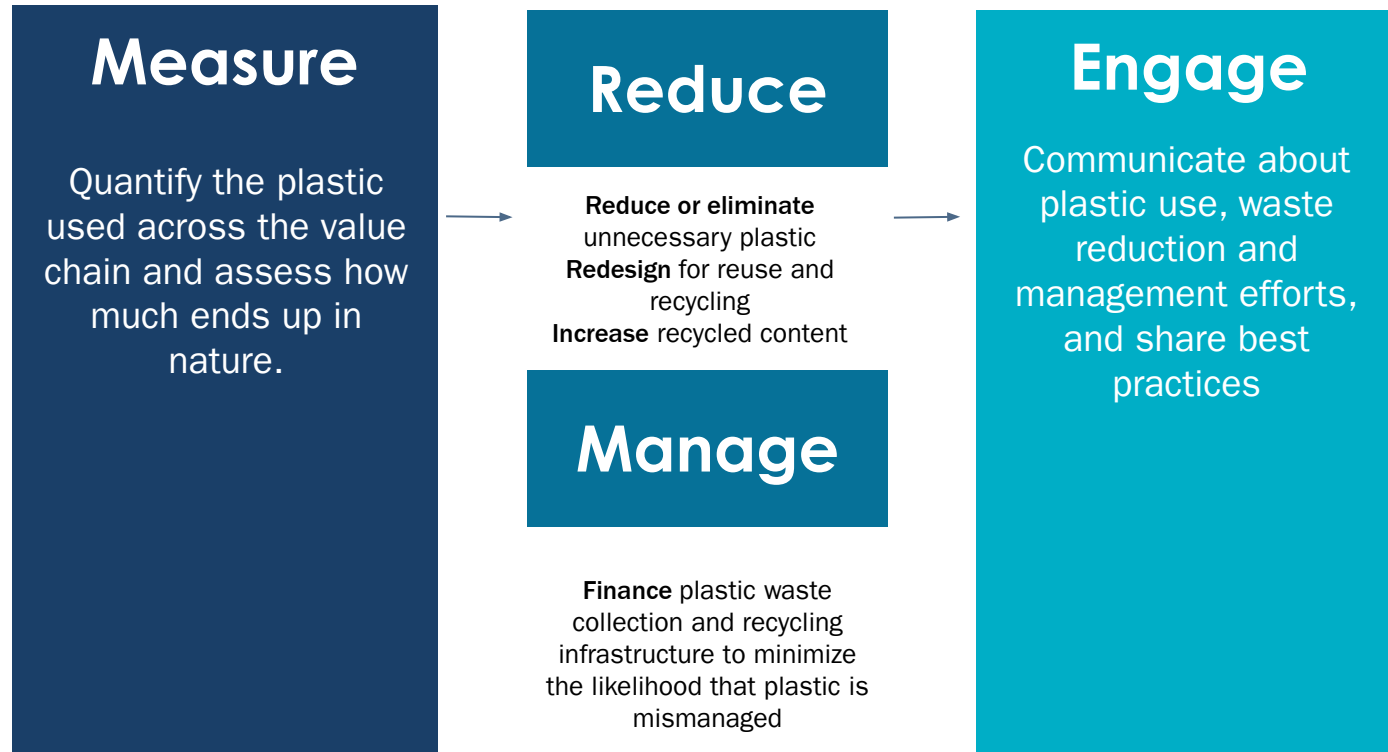 Measure
Quantify the plastic
used across the value
chain and assess how
much ends up in
nature.
Reduce
Reduce or eliminate
unnecessary plastic
Redesign for reuse and
recycling
Increase recycled content
Manage
Finance plastic waste
collection and recycling
infrastructure to minimize
the likelihood that plastic is
mismanaged
Engage
Communicate about
plastic use, waste
reduction and
management efforts,
and share best
practices